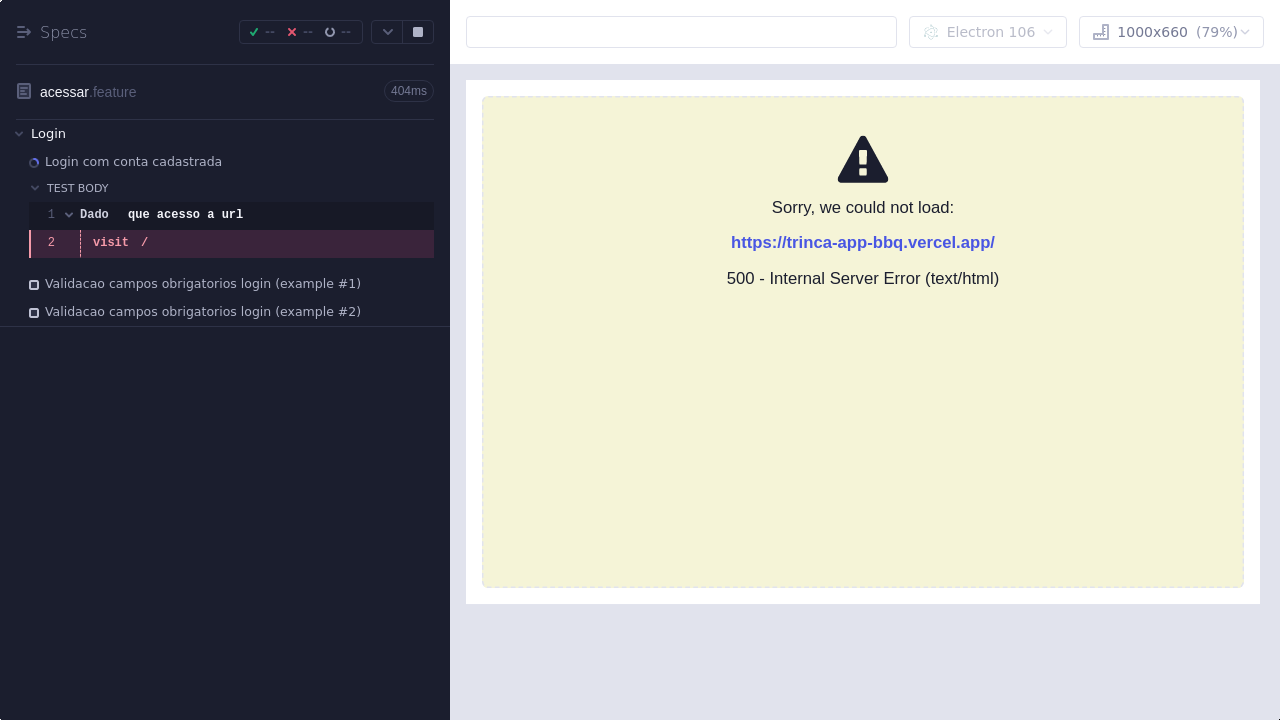 Specs
--
--
--
Electron 106
1000x660 (79%)
acessar.feature
404ms
Login
Login com conta cadastrada
TEST BODY
1 Dado que acesso a url
2 visit /
Validacao campos obrigatorios login (example #1)
Validacao campos obrigatorios login (example #2)
Sorry, we could not load:
https://trinca-app-bbq.vercel.app/
500 - Internal Server Error (text/html)